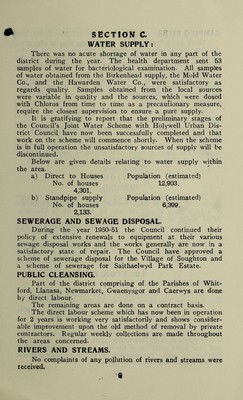 SECTION C.
WATER SUPPLY:
There was no acute shortage of water in any part of the
district during the year. The health department sent 53
samples of water for bacteriological examination. All samples
of water obtained from the Birkenhead supply, the Mold Water
Co., and the Hawarden Water Co., were satisfactory as
regards quality. Samples obtained from the local sources
were variable in quality and the sources, which were dosed
with Chloros from time to time as a precautionary measure,
require the closest supervision to ensure a pure supply.
It is gratifying to report that the preliminary stages of
the Council's Joint Water Scheme with Holywell Urban Dis-
trict Council have now been successfully completed and that
work on the scheme will commence shortly. When the scheme
is in full operation the unsatisfactory sources of supply will be
discontinued.
Below are given details relating to water supply within
the area.
a) Direct to Houses Population (estimated)
No. of houses 12,903.
4,301.
b) Standpipe supply Population (estimated)
No. of houses 6,399.
2,133.
SEWERAGE AND SEWAGE DISPOSAL.
During the year 1950-51 the Council continued their
policy of extensive renewals to equipment at their various
sewage disposal works and the works generally are now in a
satisfactory state of repair. The Council have approved a
scheme of sewerage disposal for the Village of Soughton and
a scheme of sewerage for Saithaelwyd Park Estate.
PUBLIC CLEANSING.
Part of the district comprising of the Parishes of Whit-
ford, Llanasa, Newmarket, Gwaenysgor and Caerwys are done
by direct labour.
The remaining areas are done on a contract basis.
The direct labour scheme which has now been in operation
for 2 years is working very satisfactorily and shows consider-
able improvement upon the old method of removal by private
contractors. Regular weekly collections are made throughout
the areas concerned.
RIVERS AND STREAMS.
No complaints of any pollution of rivers and streams were
received.